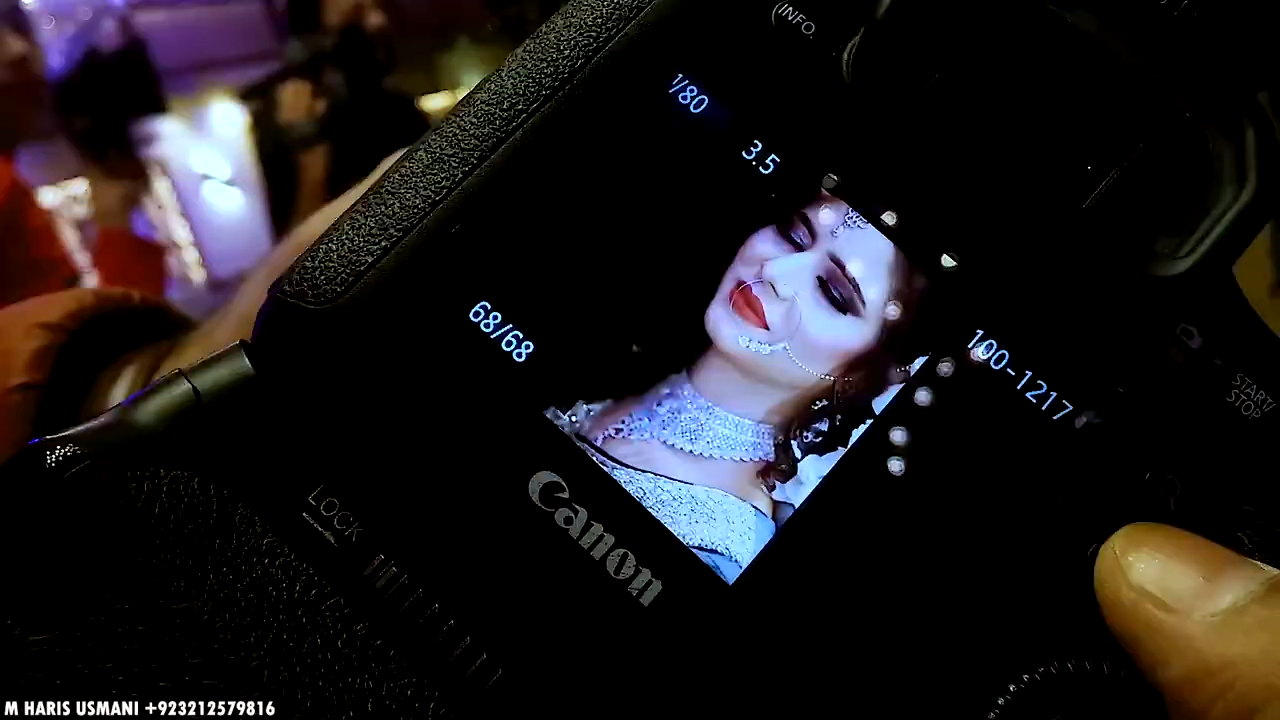 INFO.
1/80
3.5
68/68
100-1217
START/
STOP
Canon
LOCK
M HARIS USMANI +923212579816